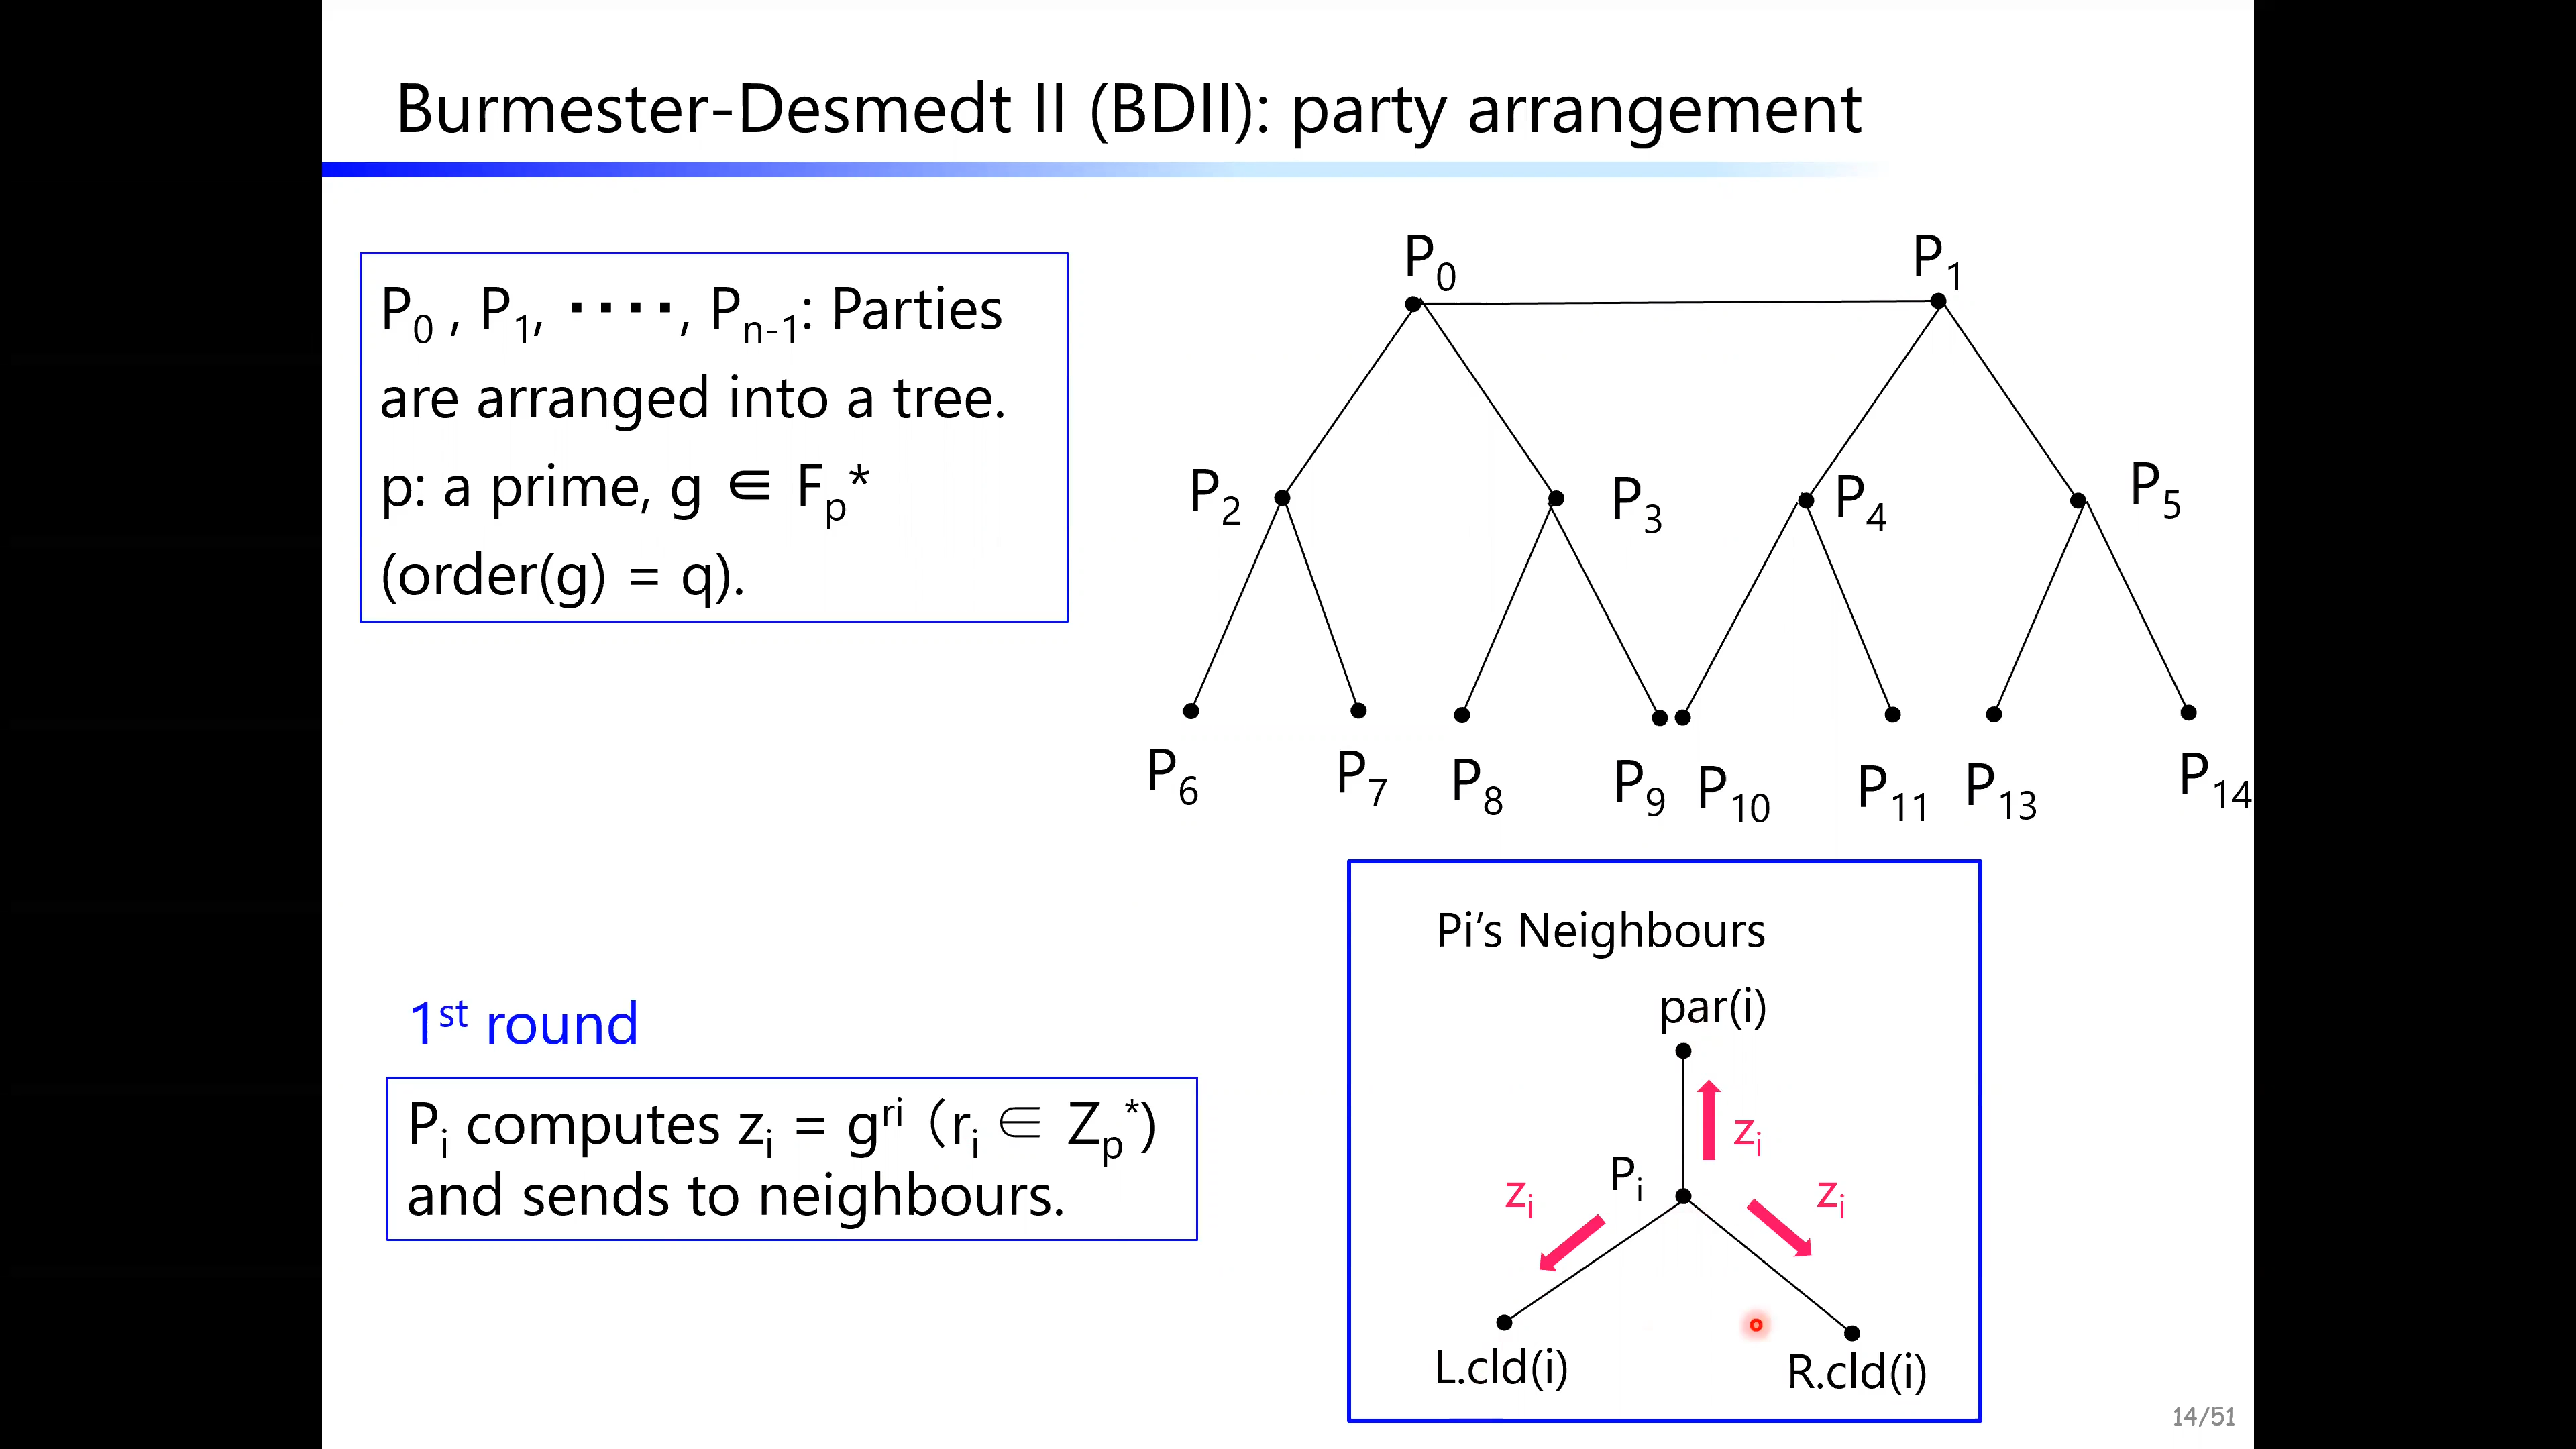 Burmester-Desmedt II (BDII): party arrangement
P0 , P1, ････, Pn-1: Parties
are arranged into a tree.
p: a prime, g ∈ Fp*
(order(g) = q).
P0 P1
P2 P3 P4 P5
P6 P7 P8 P9 P10 P11 P13 P14
1st round
Pi computes zi = gri (ri ∈ Zp*)
and sends to neighbours.
Pi’s Neighbours
par(i)
zi
Pi
zi zi
L.cld(i) R.cld(i)
14/51